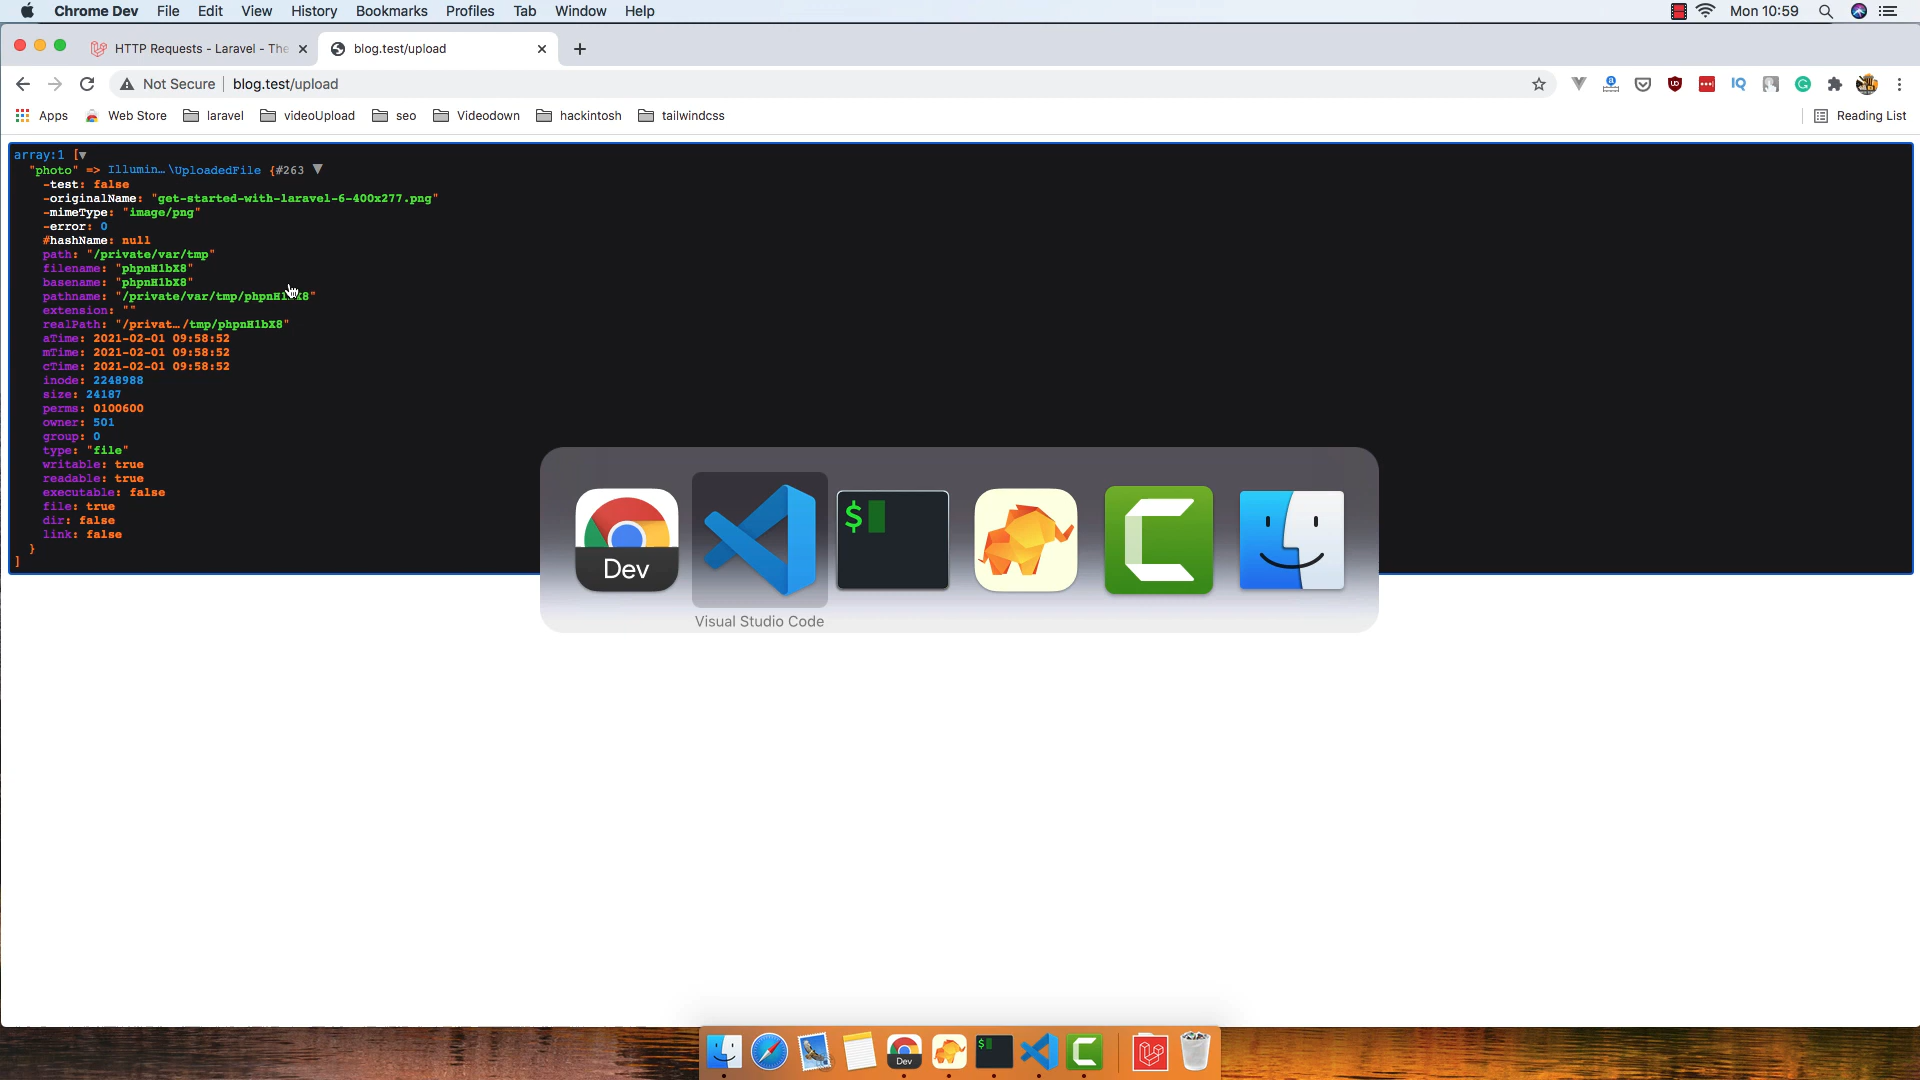 Chrome Dev File Edit View History Bookmarks Profiles Tab Window Help Mon 10:59
HTTP Requests - Laravel - The blog.test/upload
Not Secure blog.test/upload
Apps Web Store laravel videoUpload seo Videodown hackintosh tailwindcss Reading List
array:1 [▼
"photo" => Illumin…\UploadedFile {#263 ▼
-test: false
-originalName: "get-started-with-laravel-6-400x277.png"
-mimeType: "image/png"
-error: 0
#hashName: null
path: "/private/var/tmp"
filename: "phpnH1bX8"
basename: "phpnH1bX8"
pathname: "/private/var/tmp/phpnH1bX8"
extension: ""
realPath: "/privat…/tmp/phpnH1bX8"
aTime: 2021-02-01 09:58:52
mTime: 2021-02-01 09:58:52
cTime: 2021-02-01 09:58:52
inode: 2248988
size: 24187
perms: 0100600
owner: 501
group: 0
type: "file"
writable: true
readable: true
executable: false
file: true
dir: false
link: false
}
]
Dev
$
Visual Studio Code
Dev
$